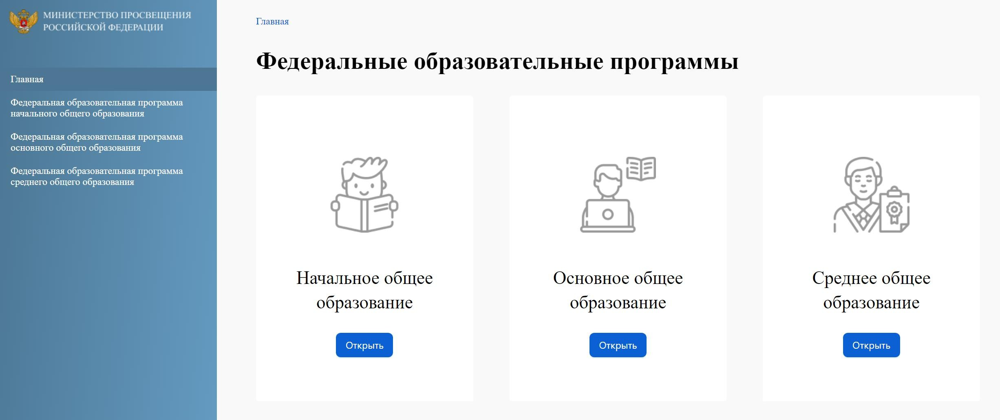 МИНИСТЕРСТВО ПРОСВЕЩЕНИЯ
РОССИЙСКОЙ ФЕДЕРАЦИИ
Главная
Федеральная образовательная программа
начального общего образования
Федеральная образовательная программа
основного общего образования
Федеральная образовательная программа
среднего общего образования
Главная
Федеральные образовательные программы
Начальное общее
образование
Открыть
Основное общее
образование
Открыть
Среднее общее
образование
Открыть